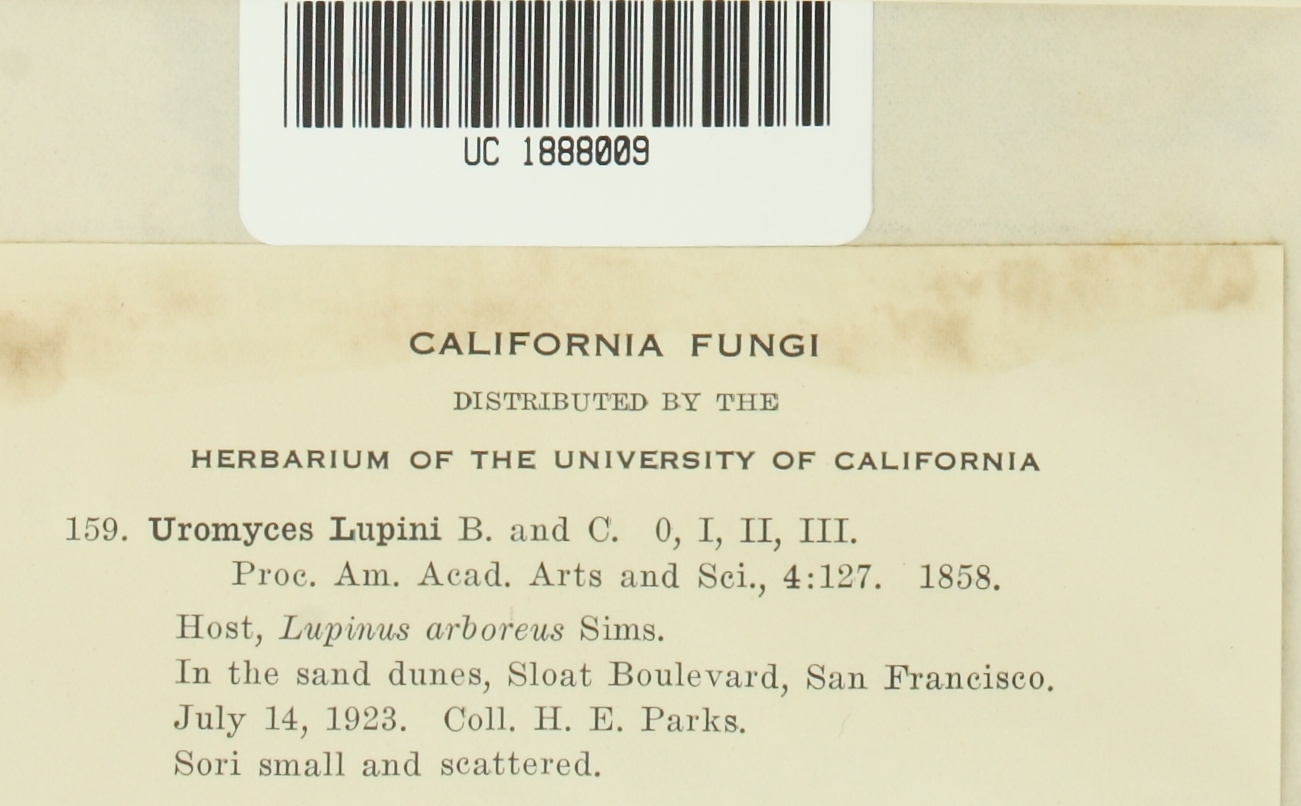 UC 1888009
CALIFORNIA FUNGI
DISTRIBUTED BY THE
HERBARIUM OF THE UNIVERSITY OF CALIFORNIA
159. Uromyces Lupini B. and C. 0, I, II, III.
Proc. Am. Acad. Arts and Sci., 4:127. 1858.
Host, Lupinus arboreus Sims.
In the sand dunes, Sloat Boulevard, San Francisco.
July 14, 1923. Coll. H. E. Parks.
Sori small and scattered.